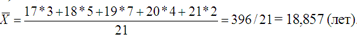 X̅ = (17*3+18*5+19*7+20*4+21*2)/21 = 396/21 = 18,857 (лет)